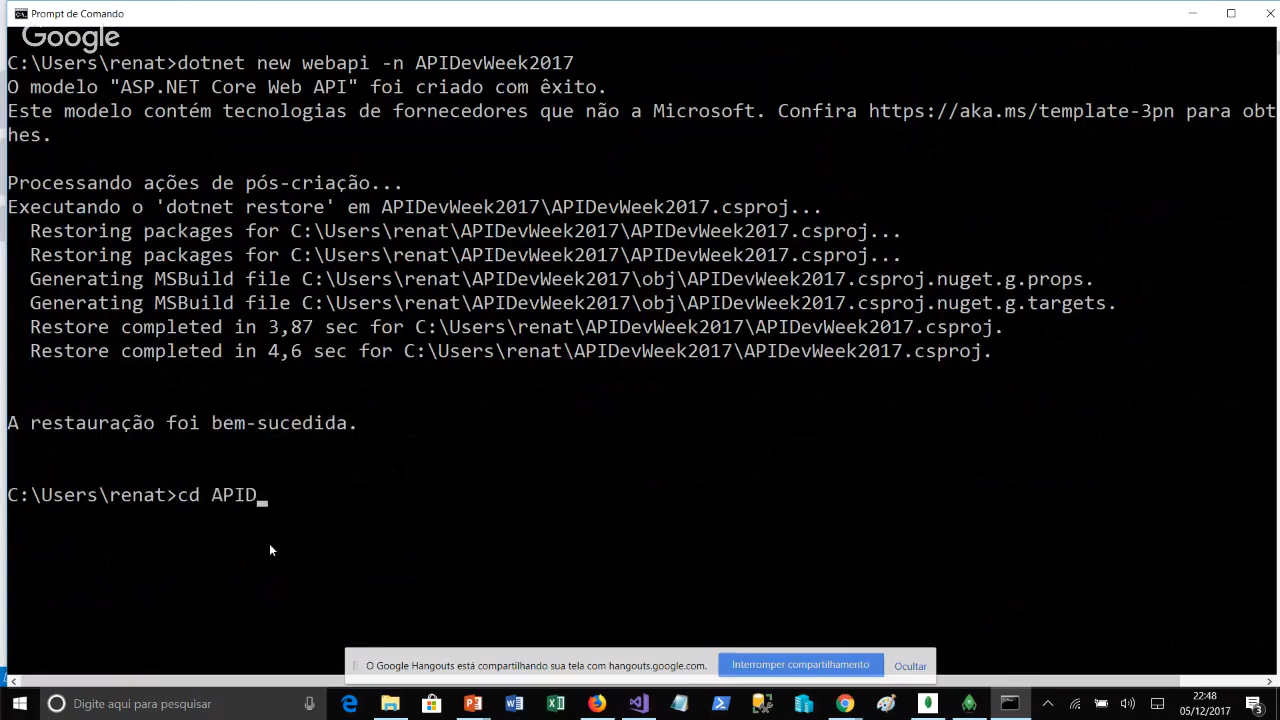 Prompt de Comando
Google
C:\Users\renat>dotnet new webapi -n APIDevWeek2017
O modelo "ASP.NET Core Web API" foi criado com êxito.
Este modelo contém tecnologias de fornecedores que não a Microsoft. Confira https://aka.ms/template-3pn para obt
hes.
Processando ações de pós-criação...
Executando o 'dotnet restore' em APIDevWeek2017\APIDevWeek2017.csproj...
Restoring packages for C:\Users\renat\APIDevWeek2017\APIDevWeek2017.csproj...
Restoring packages for C:\Users\renat\APIDevWeek2017\APIDevWeek2017.csproj...
Generating MSBuild file C:\Users\renat\APIDevWeek2017\obj\APIDevWeek2017.csproj.nuget.g.props.
Generating MSBuild file C:\Users\renat\APIDevWeek2017\obj\APIDevWeek2017.csproj.nuget.g.targets.
Restore completed in 3,87 sec for C:\Users\renat\APIDevWeek2017\APIDevWeek2017.csproj.
Restore completed in 4,6 sec for C:\Users\renat\APIDevWeek2017\APIDevWeek2017.csproj.
A restauração foi bem-sucedida.
C:\Users\renat>cd APID_
O Google Hangouts está compartilhando sua tela com hangouts.google.com. Interromper compartilhamento Ocultar
Digite aqui para pesquisar
22:48
05/12/2017
3